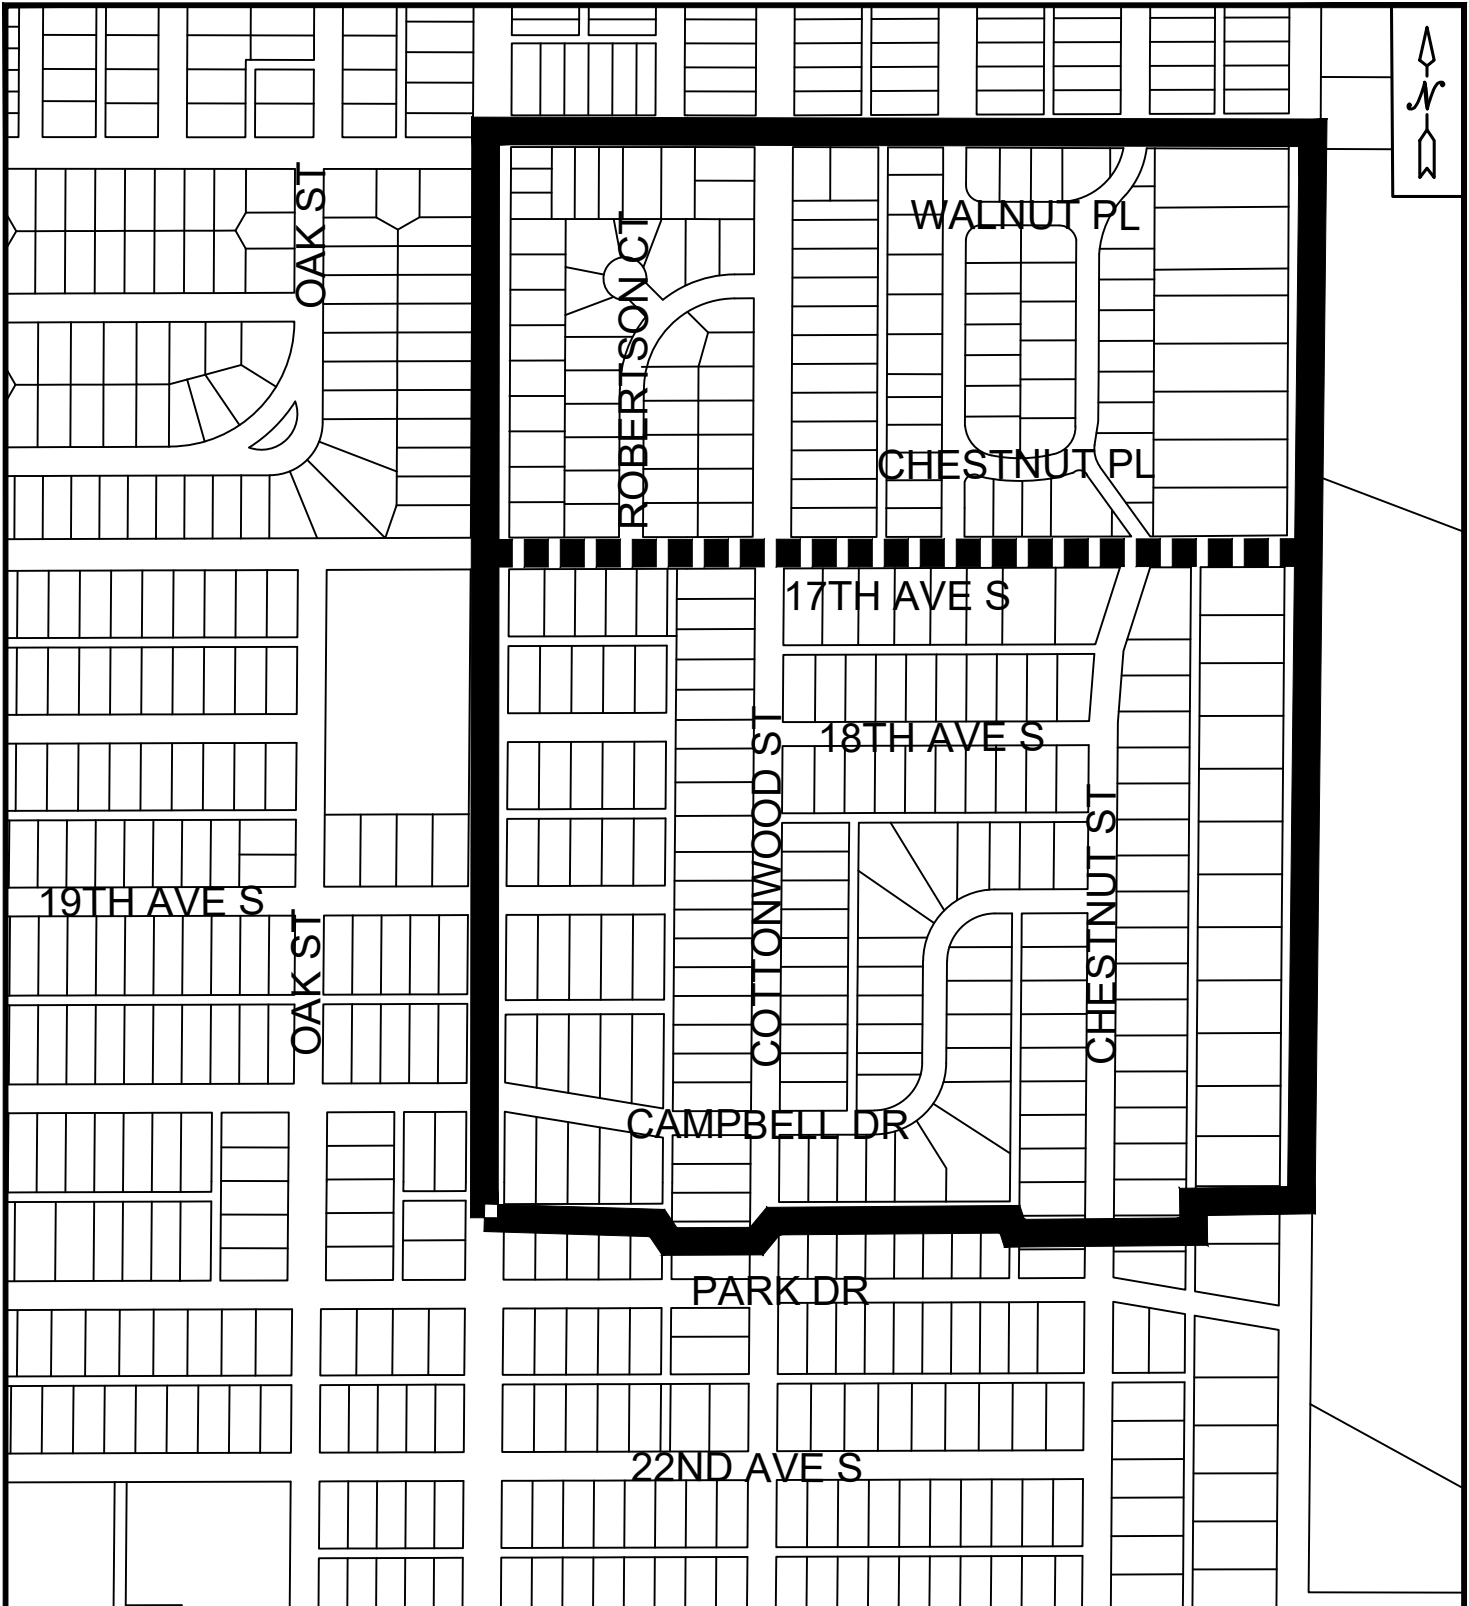 N
OAK ST
WALNUT PL
ROBERTSON CT
CHESTNUT PL
17TH AVE S
18TH AVE S
COTTONWOOD ST
CHESTNUT ST
19TH AVE S
OAK ST
CAMPBELL DR
PARK DR
22ND AVE S